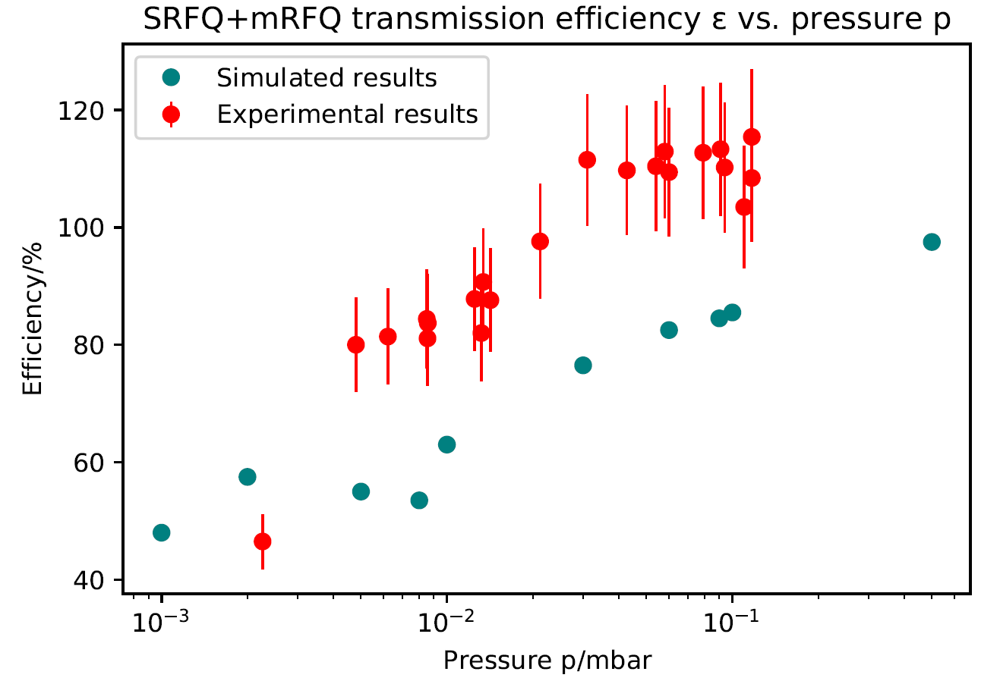 SRFQ+mRFQ transmission efficiency ε vs. pressure p
Simulated results
Experimental results
Efficiency/%
120
100
80
60
40
10⁻³
10⁻²
10⁻¹
Pressure p/mbar